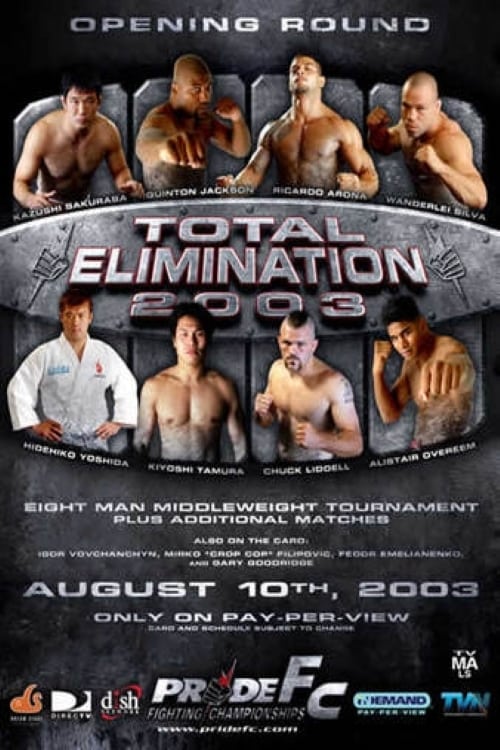 OPENING ROUND
KAZUSHI SAKURABA
QUINTON JACKSON
RICARDO ARONA
WANDERLEI SILVA
TOTAL
ELIMINATION
2003
HIDEHIKO YOSHIDA
KIYOSHI TAMURA
CHUCK LIDDELL
ALISTAIR OVEREEM
EIGHT MAN MIDDLEWEIGHT TOURNAMENT
PLUS ADDITIONAL MATCHES
ALSO ON THE CARD:
IGOR VOVCHANCHYN, MIRKO "CROP COP" FILIPOVIC, FEDOR EMELIANENKO,
AND GARY GOODRIDGE
AUGUST 10TH, 2003
ONLY ON PAY-PER-VIEW
CARD AND SCHEDULE SUBJECT TO CHANGE
TV
MA
LS
DIRECTV
dish
NETWORK
PRIDE FC
FIGHTING CHAMPIONSHIPS
www.pridefc.com
iNDEMAND
PAY-PER-VIEW
TVN